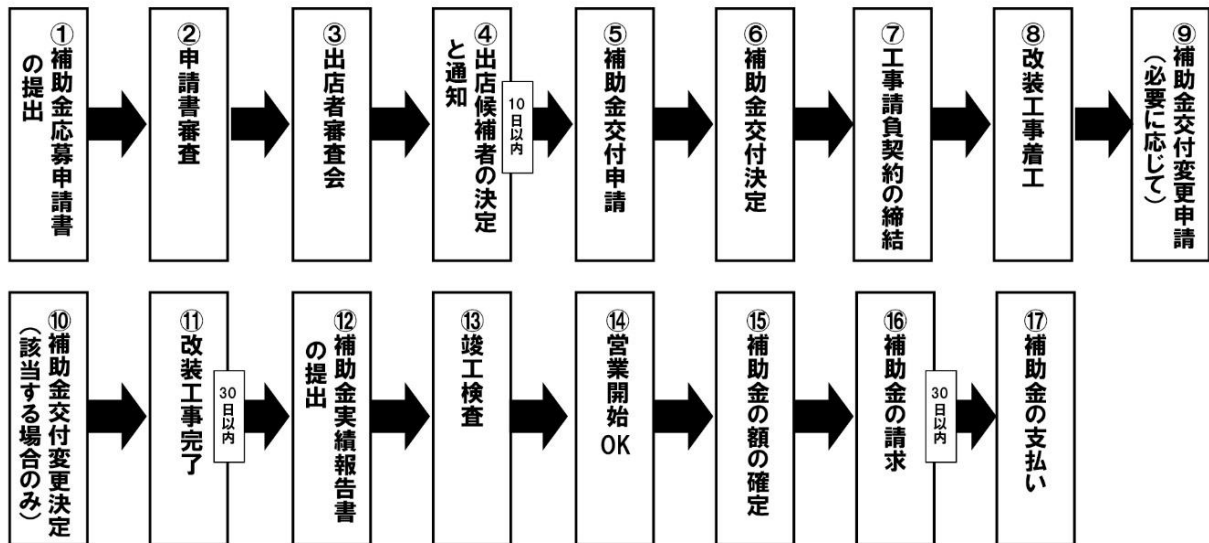 ①補助金応募申請書
の提出
②申請書審査
③出店者審査会
④出店候補者の決定
と通知
10日以内
⑤補助金交付申請
⑥補助金交付決定
⑦工事請負契約の締結
⑧改装工事着工
⑨補助金交付変更申請
（必要に応じて）
⑩補助金交付変更決定
（該当する場合のみ）
⑪改装工事完了
30日以内
⑫補助金実績報告書
の提出
⑬竣工検査
⑭営業開始
OK
⑮補助金の額の確定
⑯補助金の請求
30日以内
⑰補助金の支払い